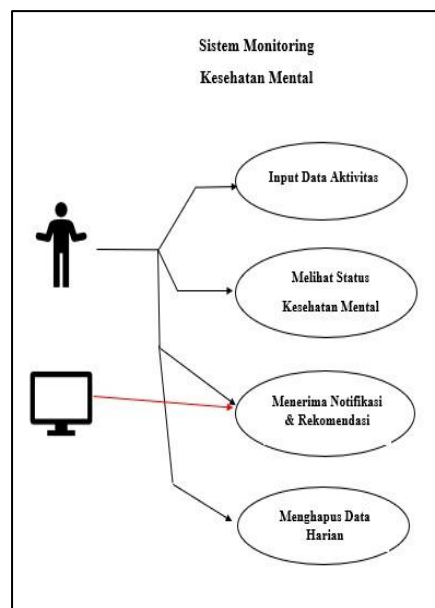 Sistem Monitoring
Kesehatan Mental
Input Data Aktivitas
Melihat Status
Kesehatan Mental
Menerima Notifikasi
& Rekomendasi
Menghapus Data
Harian